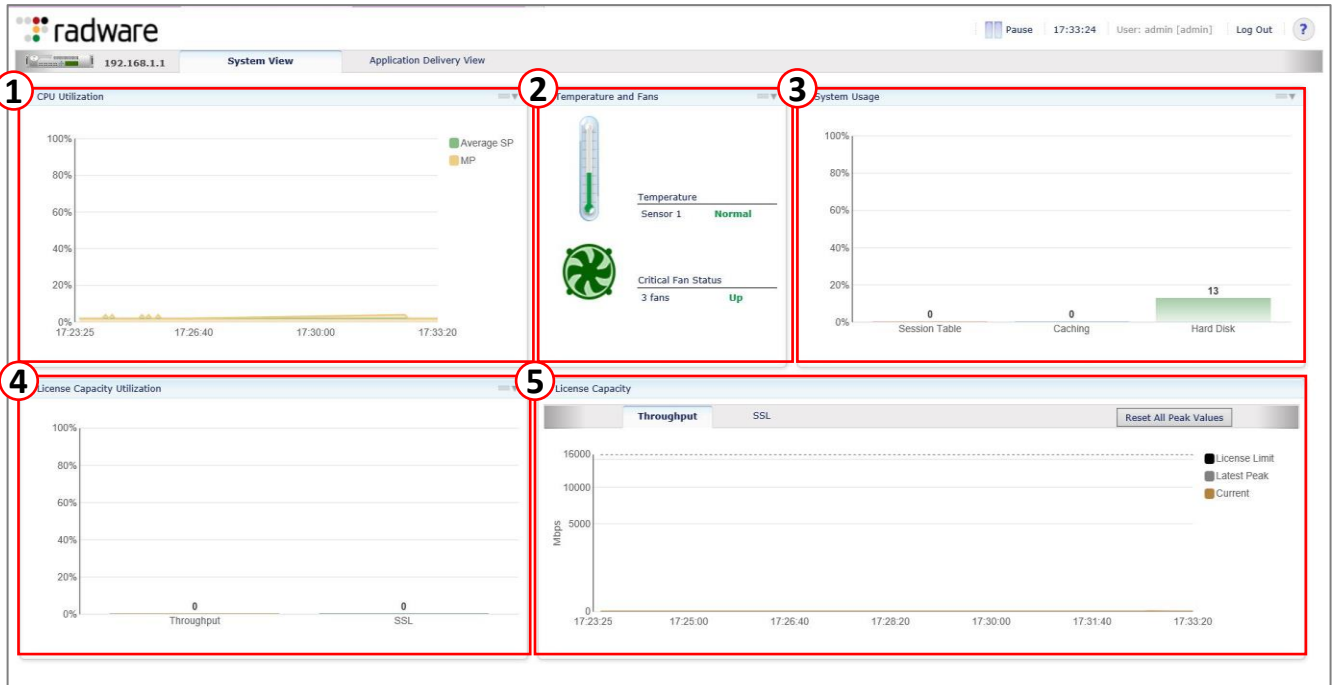 radware
Pause 17:33:24 User: admin [admin] Log Out ?
192.168.1.1 System View Application Delivery View
1 CPU Utilization
100%
80%
60%
40%
20%
0%
17:23:25 17:26:40 17:30:00 17:33:20
Average SP
MP
2 Temperature and Fans
Temperature
Sensor 1 Normal
Critical Fan Status
3 fans Up
3 System Usage
100%
80%
60%
40%
20%
0%
0 0 13
Session Table Caching Hard Disk
4 License Capacity Utilization
100%
80%
60%
40%
20%
0%
0 0
Throughput SSL
5 License Capacity
Throughput SSL Reset All Peak Values
16000
10000
5000
0
Mbps
17:23:25 17:25:00 17:26:40 17:28:20 17:30:00 17:31:40 17:33:20
License Limit
Latest Peak
Current